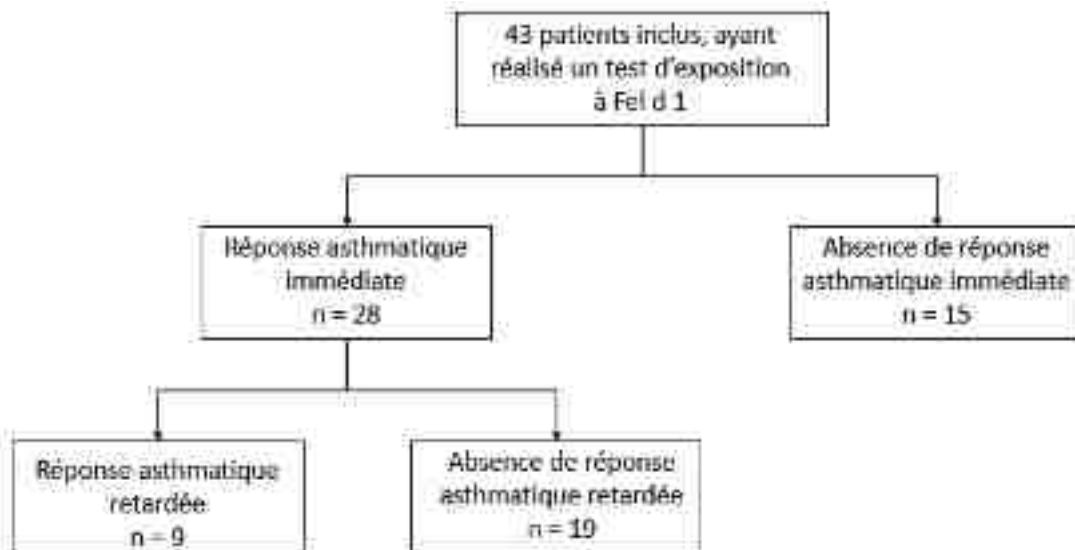 43 patients inclus, ayant
réalisé un test d'exposition
à Fel d 1
Réponse asthmatique
immédiate
n = 28
Absence de réponse
asthmatique immédiate
n = 15
Réponse asthmatique
retardée
n = 9
Absence de réponse
asthmatique retardée
n = 19